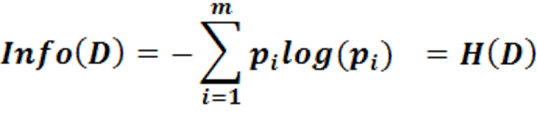 Info(D) = − ∑_{i=1}^{m} p_i log(p_i) = H(D)